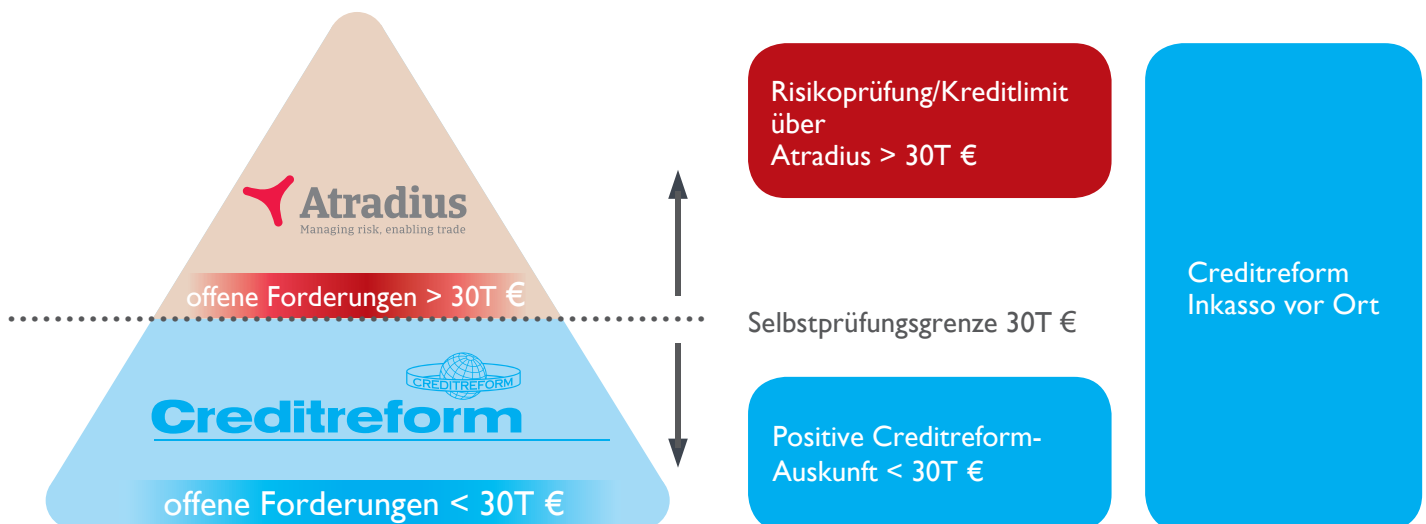 Atradius
Managing risk, enabling trade
offene Forderungen > 30T €
CREDITREFORM
Creditreform
offene Forderungen < 30T €
Risikoprüfung/Kreditlimit
über
Atradius > 30T €
Selbstprüfungsgrenze 30T €
Positive Creditreform-
Auskunft < 30T €
Creditreform
Inkasso vor Ort